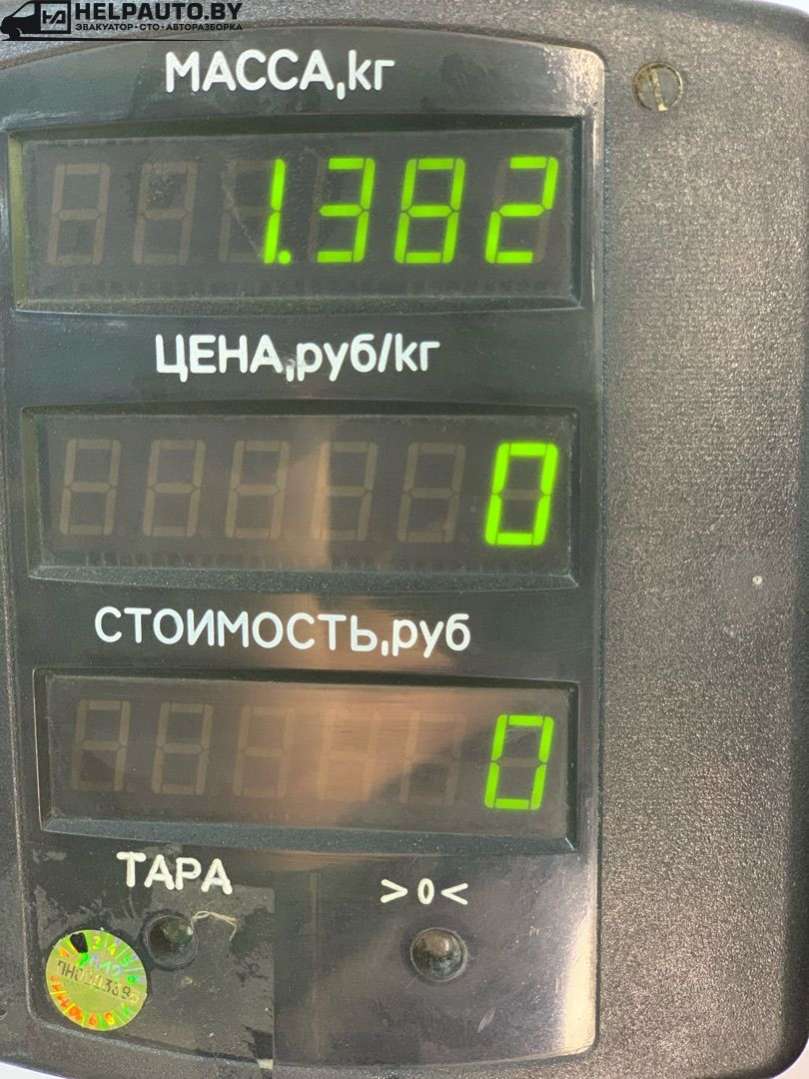 HELPAUTO.BY
ЭВАКУАТОР•СТО•АВТОРАЗБОРКА
МАССА,кг
1.382
ЦЕНА,руб/кг
0
СТОИМОСТЬ,руб
0
ТАРА
>0<